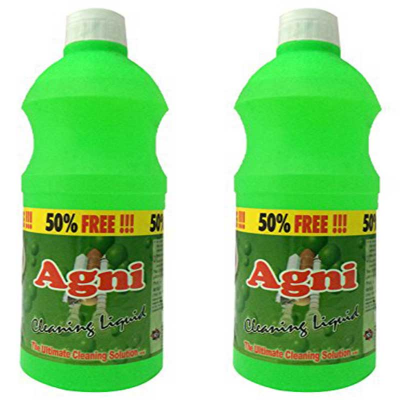 50% FREE !!! 50%
Agni
Cleaning Liquid
The Ultimate Cleaning Solution
50% FREE !!! 50%
Agni
Cleaning Liquid
The Ultimate Cleaning Solution